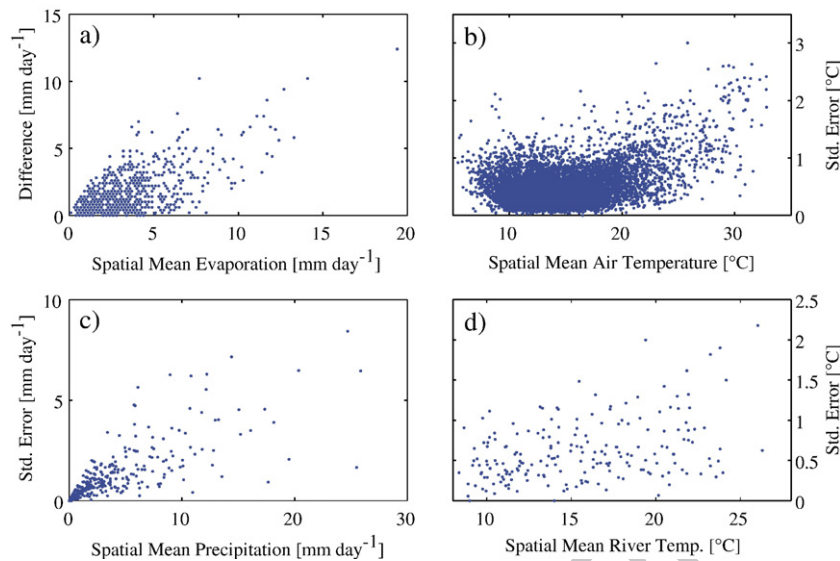 a)
Difference [mm day-1]
15
10
5
0
0 5 10 15 20
Spatial Mean Evaporation [mm day-1]
b)
Std. Error [°C]
3
2
1
0
10 20 30
Spatial Mean Air Temperature [°C]
c)
Std. Error [mm day-1]
10
5
0
0 10 20 30
Spatial Mean Precipitation [mm day-1]
d)
Std. Error [°C]
2.5
2
1.5
1
0.5
0
10 15 20 25
Spatial Mean River Temp. [°C]